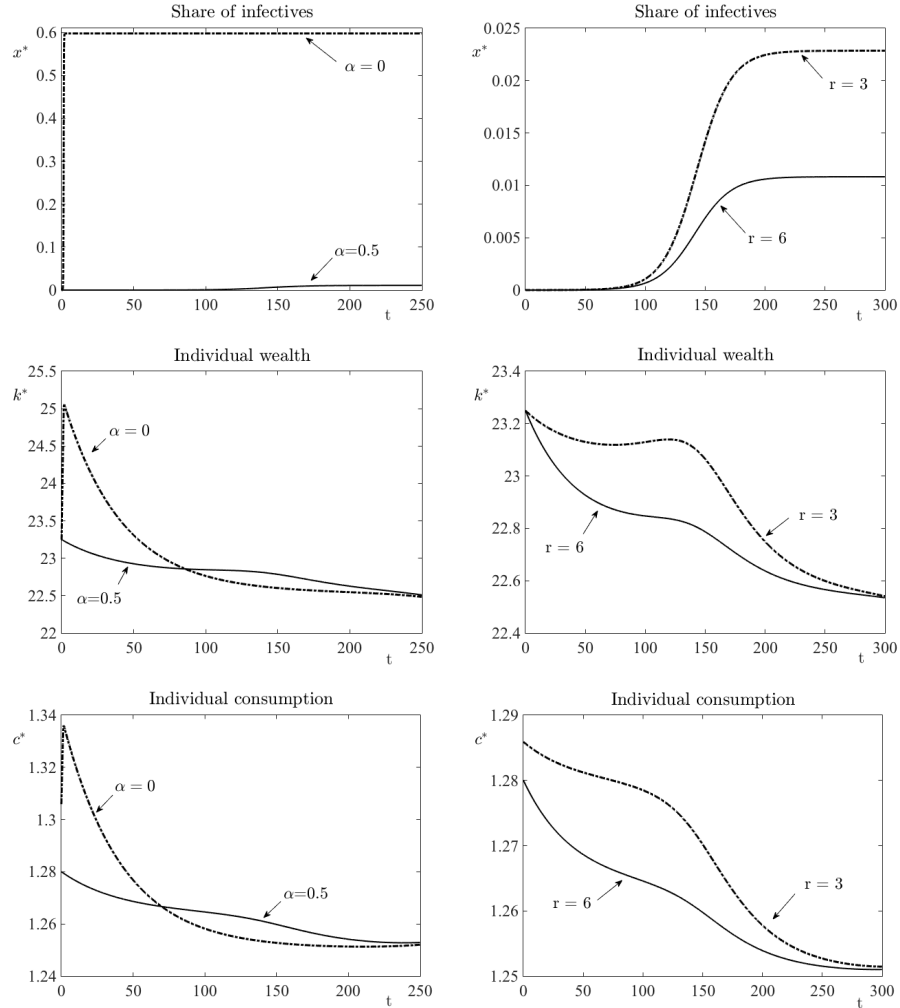 Share of infectives
x*
0.6
0.5
0.4
0.3
0.2
0.1
0
α = 0
α=0.5
0 50 100 150 200 250
t
Share of infectives
x*
0.025
0.02
0.015
0.01
0.005
0
r = 3
r = 6
0 50 100 150 200 250 300
t
Individual wealth
k*
25.5
25
24.5
24
23.5
23
22.5
22
α = 0
α=0.5
0 50 100 150 200 250
t
Individual wealth
k*
23.4
23.2
23
22.8
22.6
22.4
r = 3
r = 6
0 50 100 150 200 250 300
t
Individual consumption
c*
1.34
1.32
1.3
1.28
1.26
1.24
α = 0
α=0.5
0 50 100 150 200 250
t
Individual consumption
c*
1.29
1.28
1.27
1.26
1.25
r = 3
r = 6
0 50 100 150 200 250 300
t